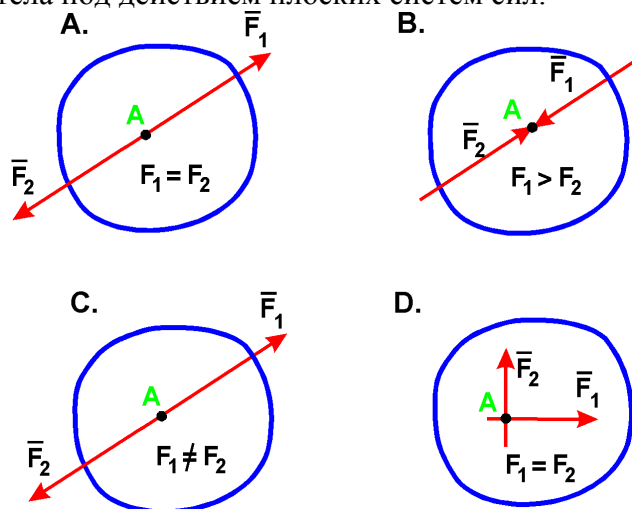 тела под действием плоских систем сил.
A.
F̅₁
A
F̅₂
F₁ = F₂
B.
F̅₁
A
F̅₂
F₁ > F₂
C.
F̅₁
A
F̅₂
F₁ ≠ F₂
D.
F̅₂
F̅₁
A
F₁ = F₂